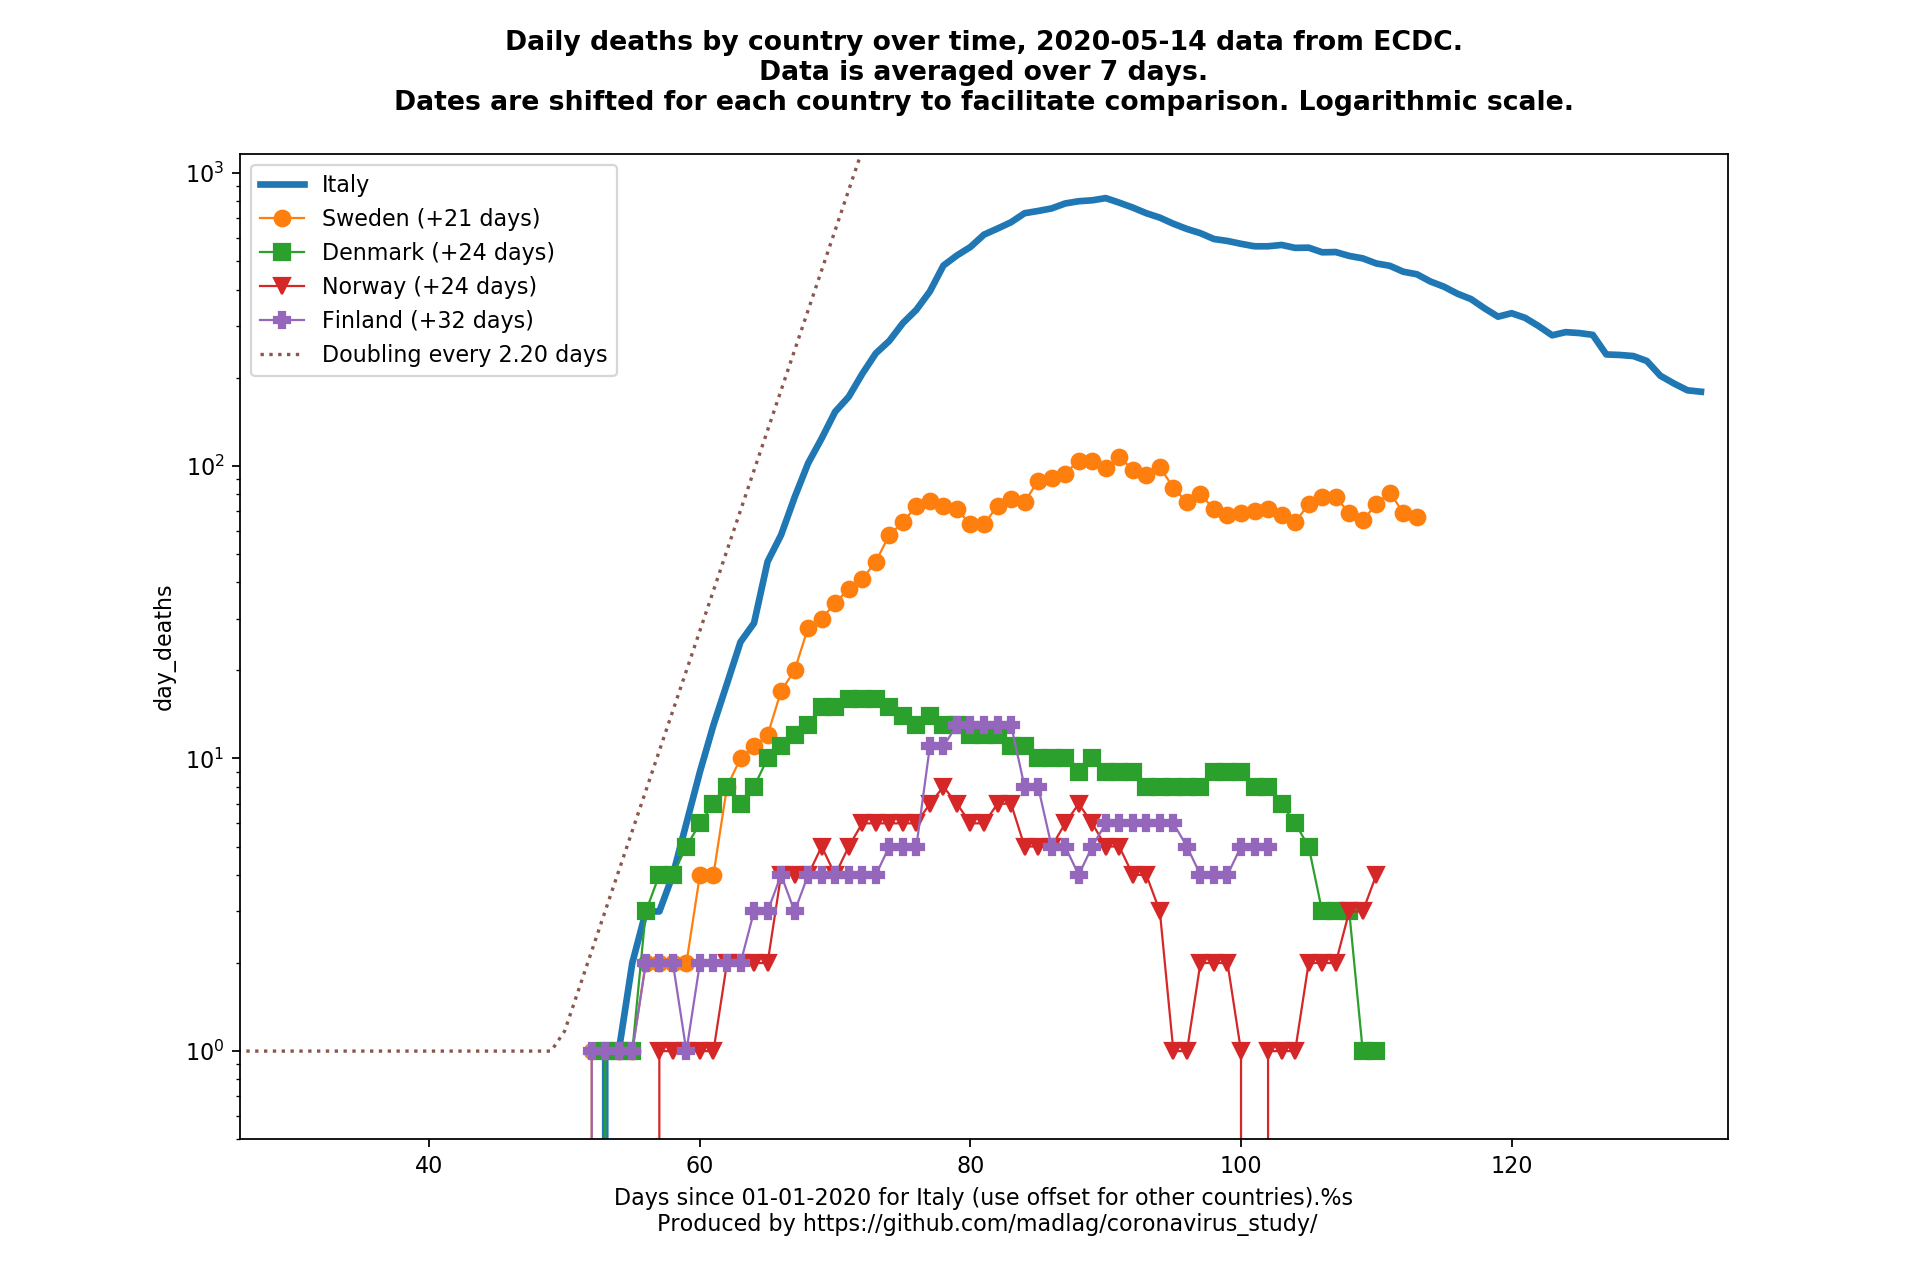 Daily deaths by country over time, 2020-05-14 data from ECDC.
Data is averaged over 7 days.
Dates are shifted for each country to facilitate comparison. Logarithmic scale.
Italy
Sweden (+21 days)
Denmark (+24 days)
Norway (+24 days)
Finland (+32 days)
Doubling every 2.20 days
day_deaths
10³
10²
10¹
10⁰
40 60 80 100 120
Days since 01-01-2020 for Italy (use offset for other countries).%s
Produced by https://github.com/madlag/coronavirus_study/